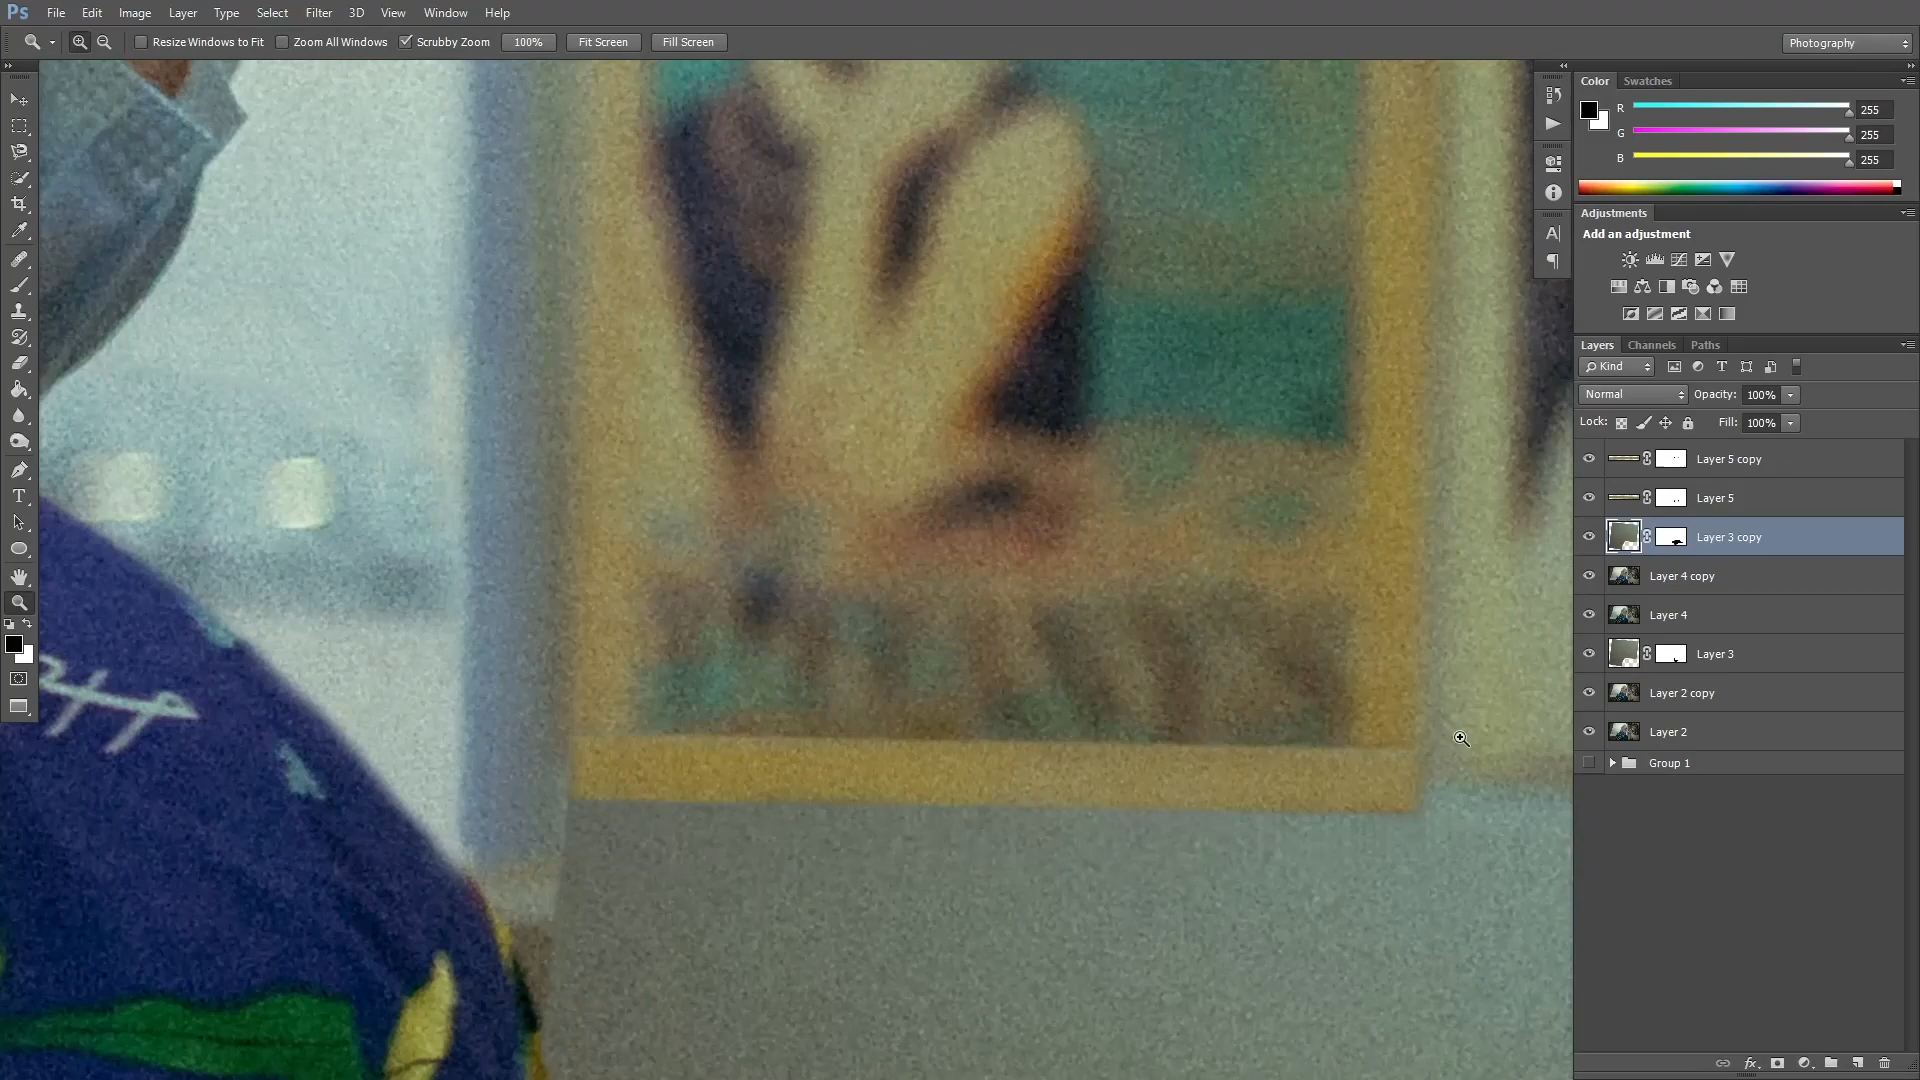 Ps File Edit Image Layer Type Select Filter 3D View Window Help
Resize Windows to Fit Zoom All Windows Scrubby Zoom 100% Fit Screen Fill Screen Photography
Color Swatches
R 255
G 255
B 255
Adjustments
Add an adjustment
Layers Channels Paths
Kind T
Normal Opacity: 100%
Lock: Fill: 100%
Layer 5 copy
Layer 5
Layer 3 copy
Layer 4 copy
Layer 4
Layer 3
Layer 2 copy
Layer 2
Group 1
fx
T
A